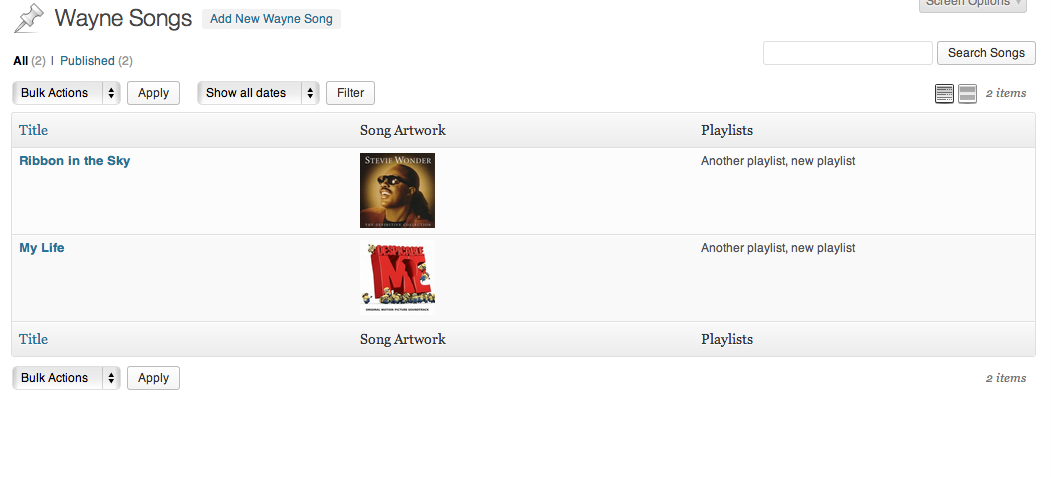 Screen Options
Wayne Songs Add New Wayne Song
All (2) | Published (2)
Search Songs
Bulk Actions Apply Show all dates Filter 2 items
Title Song Artwork Playlists
Ribbon in the Sky Another playlist, new playlist
STEVIE WONDER
THE DEFINITIVE COLLECTION
My Life Another playlist, new playlist
DESPICABLE
ME
ORIGINAL MOTION PICTURE SOUNDTRACK
Title Song Artwork Playlists
Bulk Actions Apply 2 items